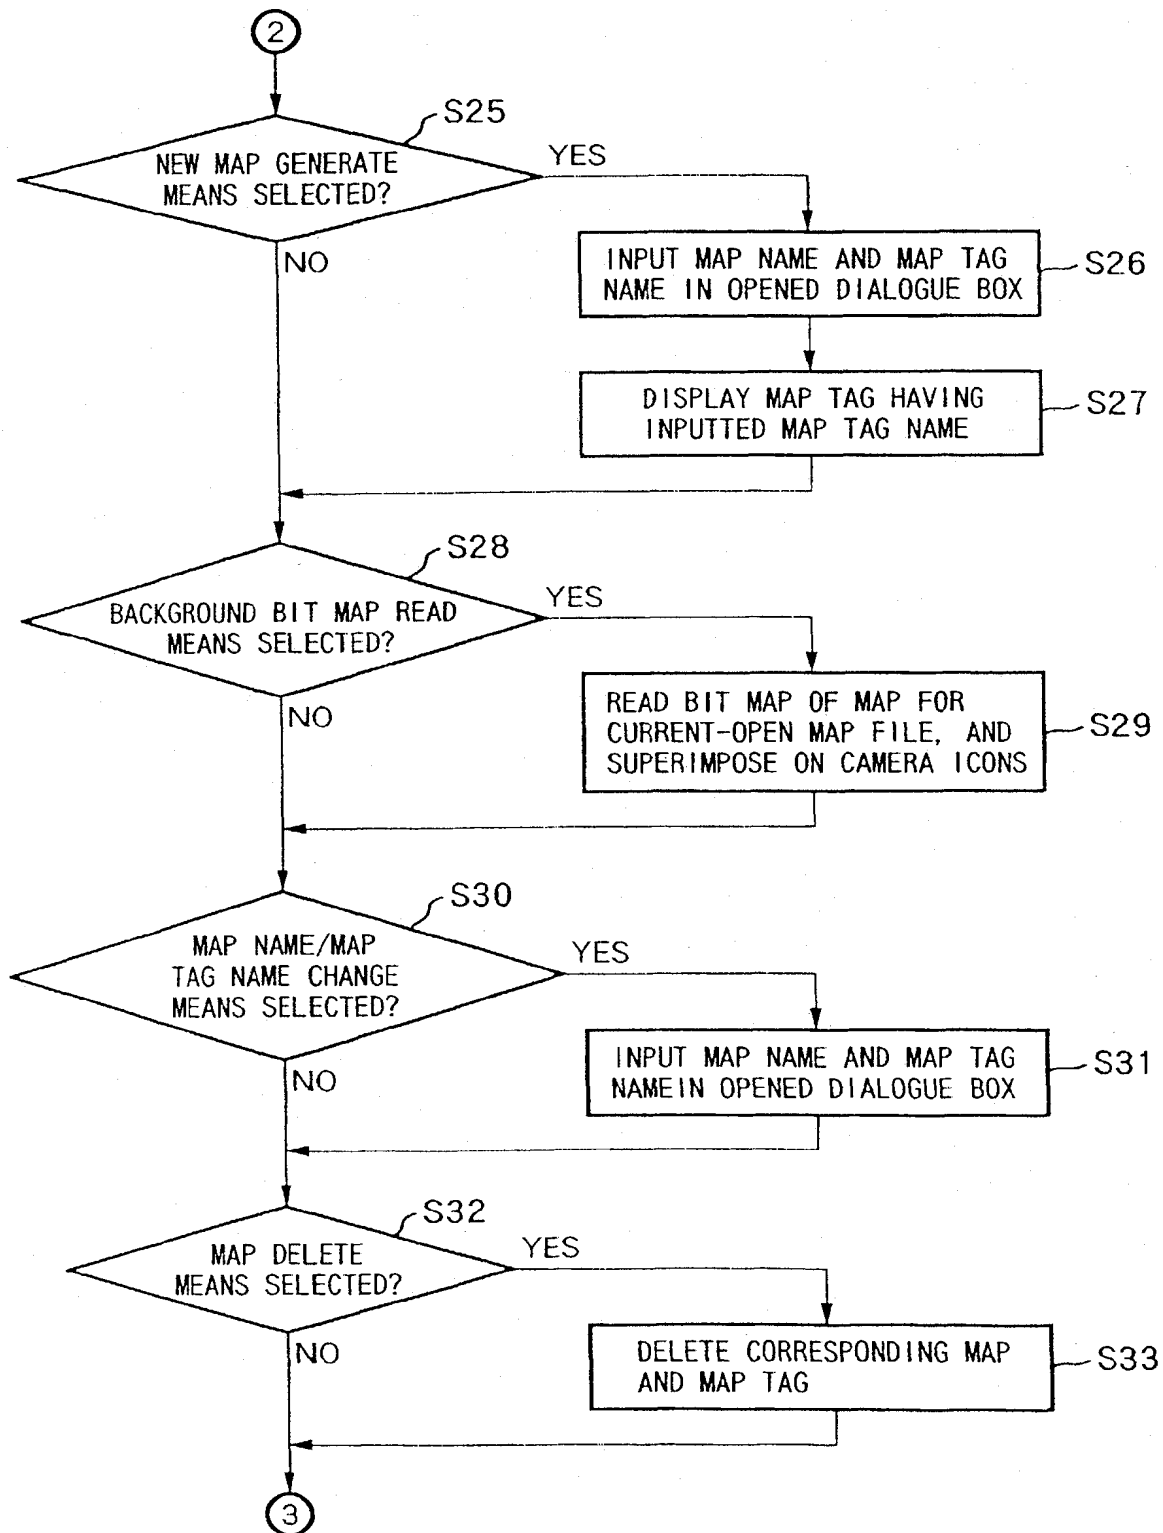 2
S25
NEW MAP GENERATE
MEANS SELECTED?
YES
NO
INPUT MAP NAME AND MAP TAG
NAME IN OPENED DIALOGUE BOX
S26
DISPLAY MAP TAG HAVING
INPUTTED MAP TAG NAME
S27
S28
BACKGROUND BIT MAP READ
MEANS SELECTED?
YES
NO
READ BIT MAP OF MAP FOR
CURRENT-OPEN MAP FILE, AND
SUPERIMPOSE ON CAMERA ICONS
S29
S30
MAP NAME/MAP
TAG NAME CHANGE
MEANS SELECTED?
YES
NO
INPUT MAP NAME AND MAP TAG
NAMEIN OPENED DIALOGUE BOX
S31
S32
MAP DELETE
MEANS SELECTED?
YES
NO
DELETE CORRESPONDING MAP
AND MAP TAG
S33
3